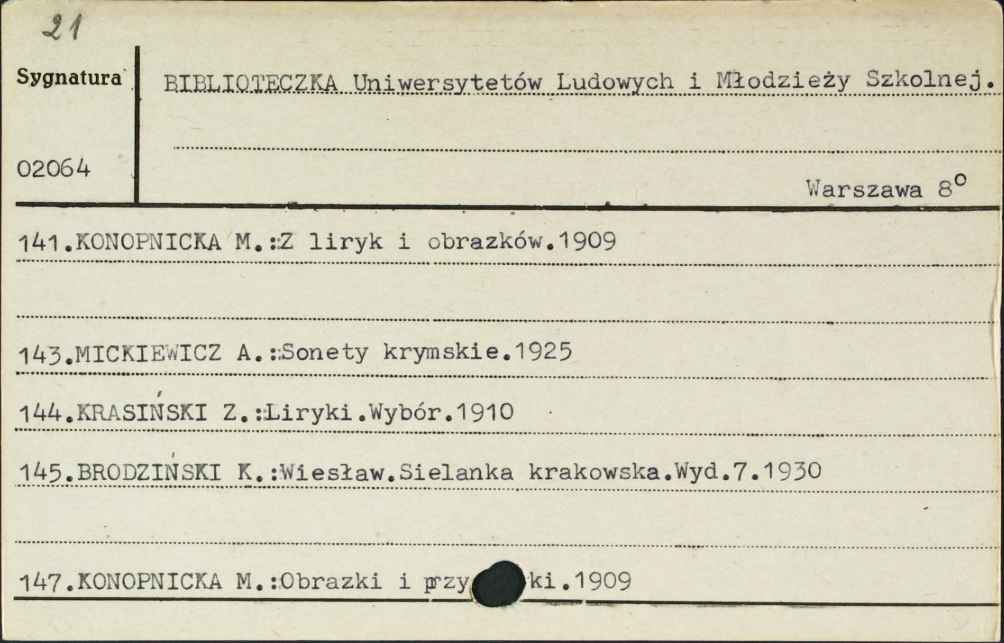 21
Sygnatura
BIBLIOTECZKA Uniwersytetów Ludowych i Młodzieży Szkolnej.
02064
Warszawa 8°
141.KONOPNICKA M.:Z liryk i obrazków.1909
143.MICKIEWICZ A.:Sonety krymskie.1925
144.KRASIŃSKI Z.:Liryki.Wybór.1910
145.BRODZIŃSKI K.:Wiesław.Sielanka krakowska.Wyd.7.1930
147.KONOPNICKA M.:Obrazki i 1909